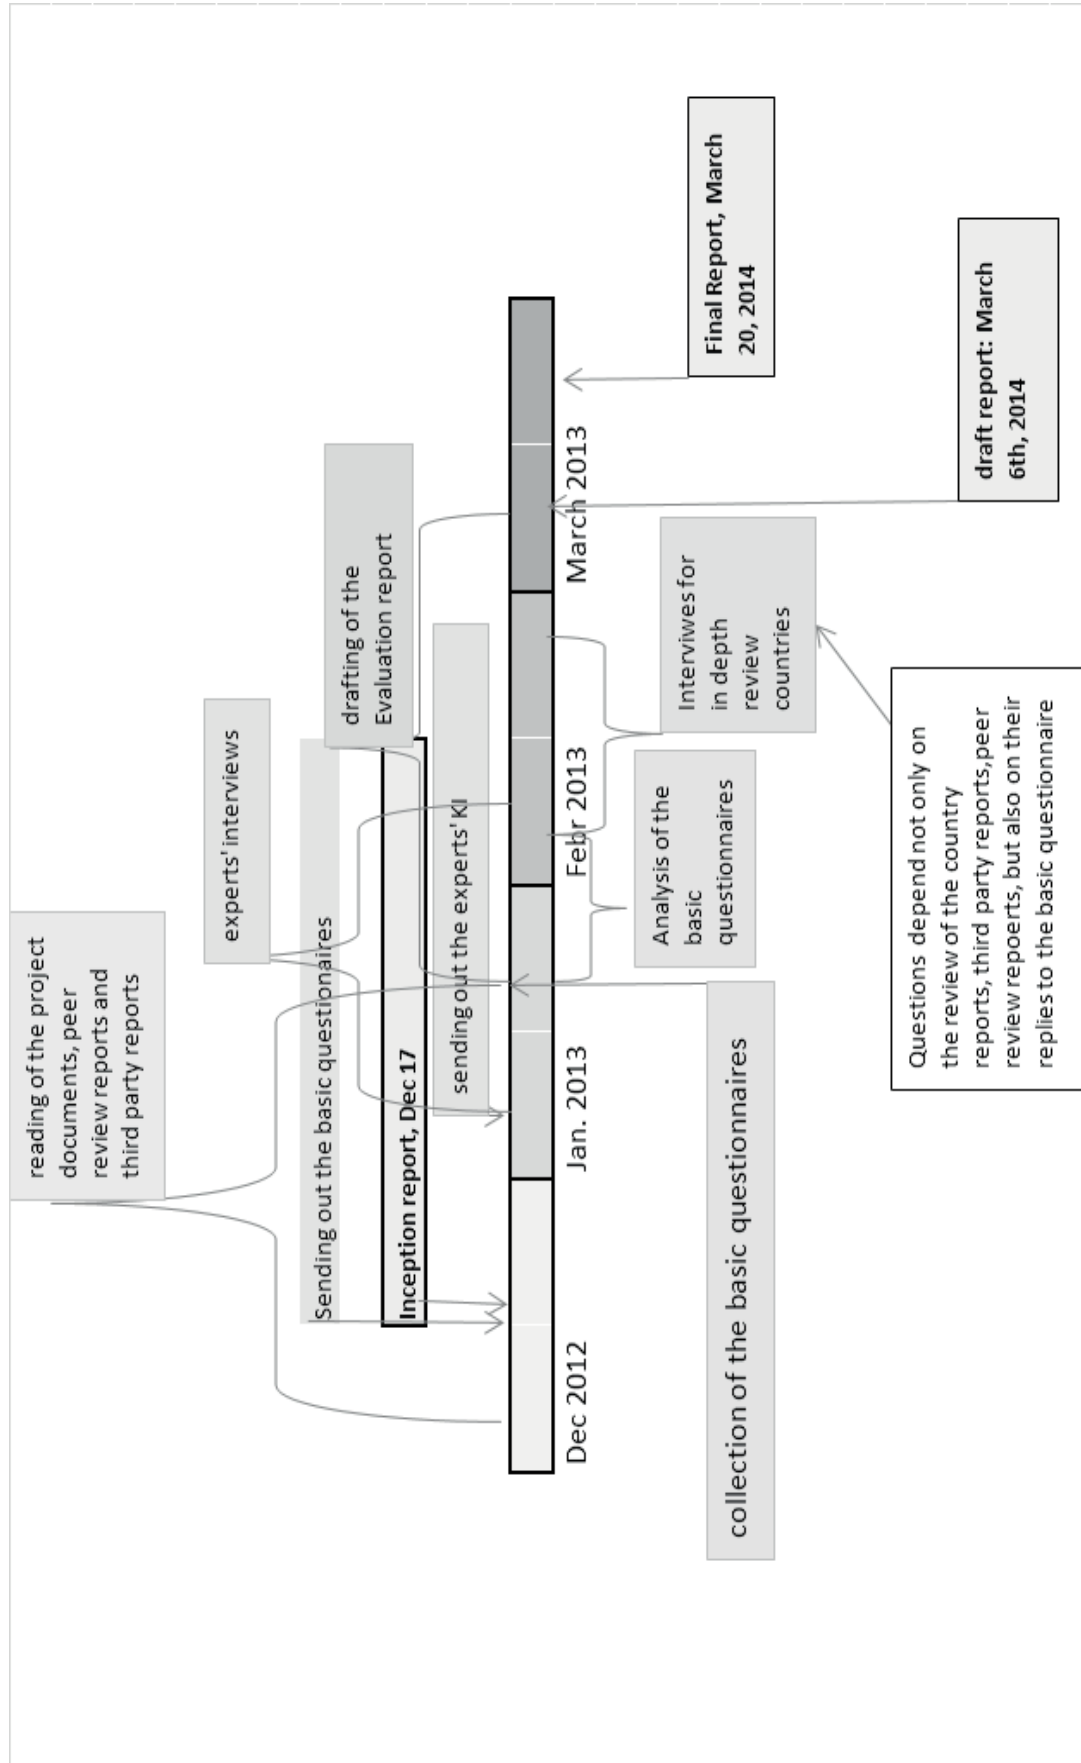 reading of the project
documents, peer
review reports and
third party reports
experts' interviews
Sending out the basic questionnaires
drafting of the
Evaluation report
Inception report, Dec 17
sending out the experts' KI
Dec 2012
Jan. 2013
Febr 2013
March 2013
Analysis of the
basic
questionnaires
Interviwes for
in depth
review
countries
Final Report, March
20, 2014
collection of the basic questionnaires
Questions depend not only on
the review of the country
reports, third party reports,peer
review repoerts, but also on their
replies to the basic questionnaire
draft report: March
6th, 2014